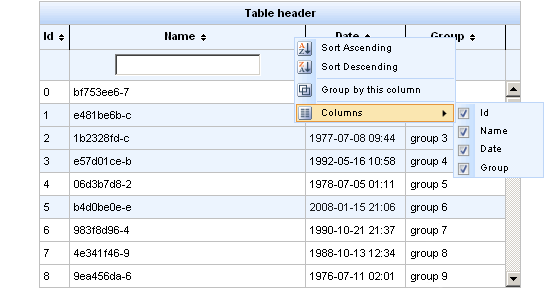 Table header
Id Name Date Group
Sort Ascending
Sort Descending
Group by this column
Columns
Id
Name
Date
Group
0 bf753ee6-7
1 e481be6b-c
2 1b2328fd-c 1977-07-08 09:44 group 3
3 e57d01ce-b 1992-05-16 10:58 group 4
4 06d3b7d8-2 1978-07-05 01:11 group 5
5 b4d0be0e-e 2008-01-15 21:06 group 6
6 983f8d96-4 1990-10-21 21:37 group 7
7 4e341f46-9 1988-10-13 12:34 group 8
8 9ea456da-6 1976-07-11 02:01 group 9